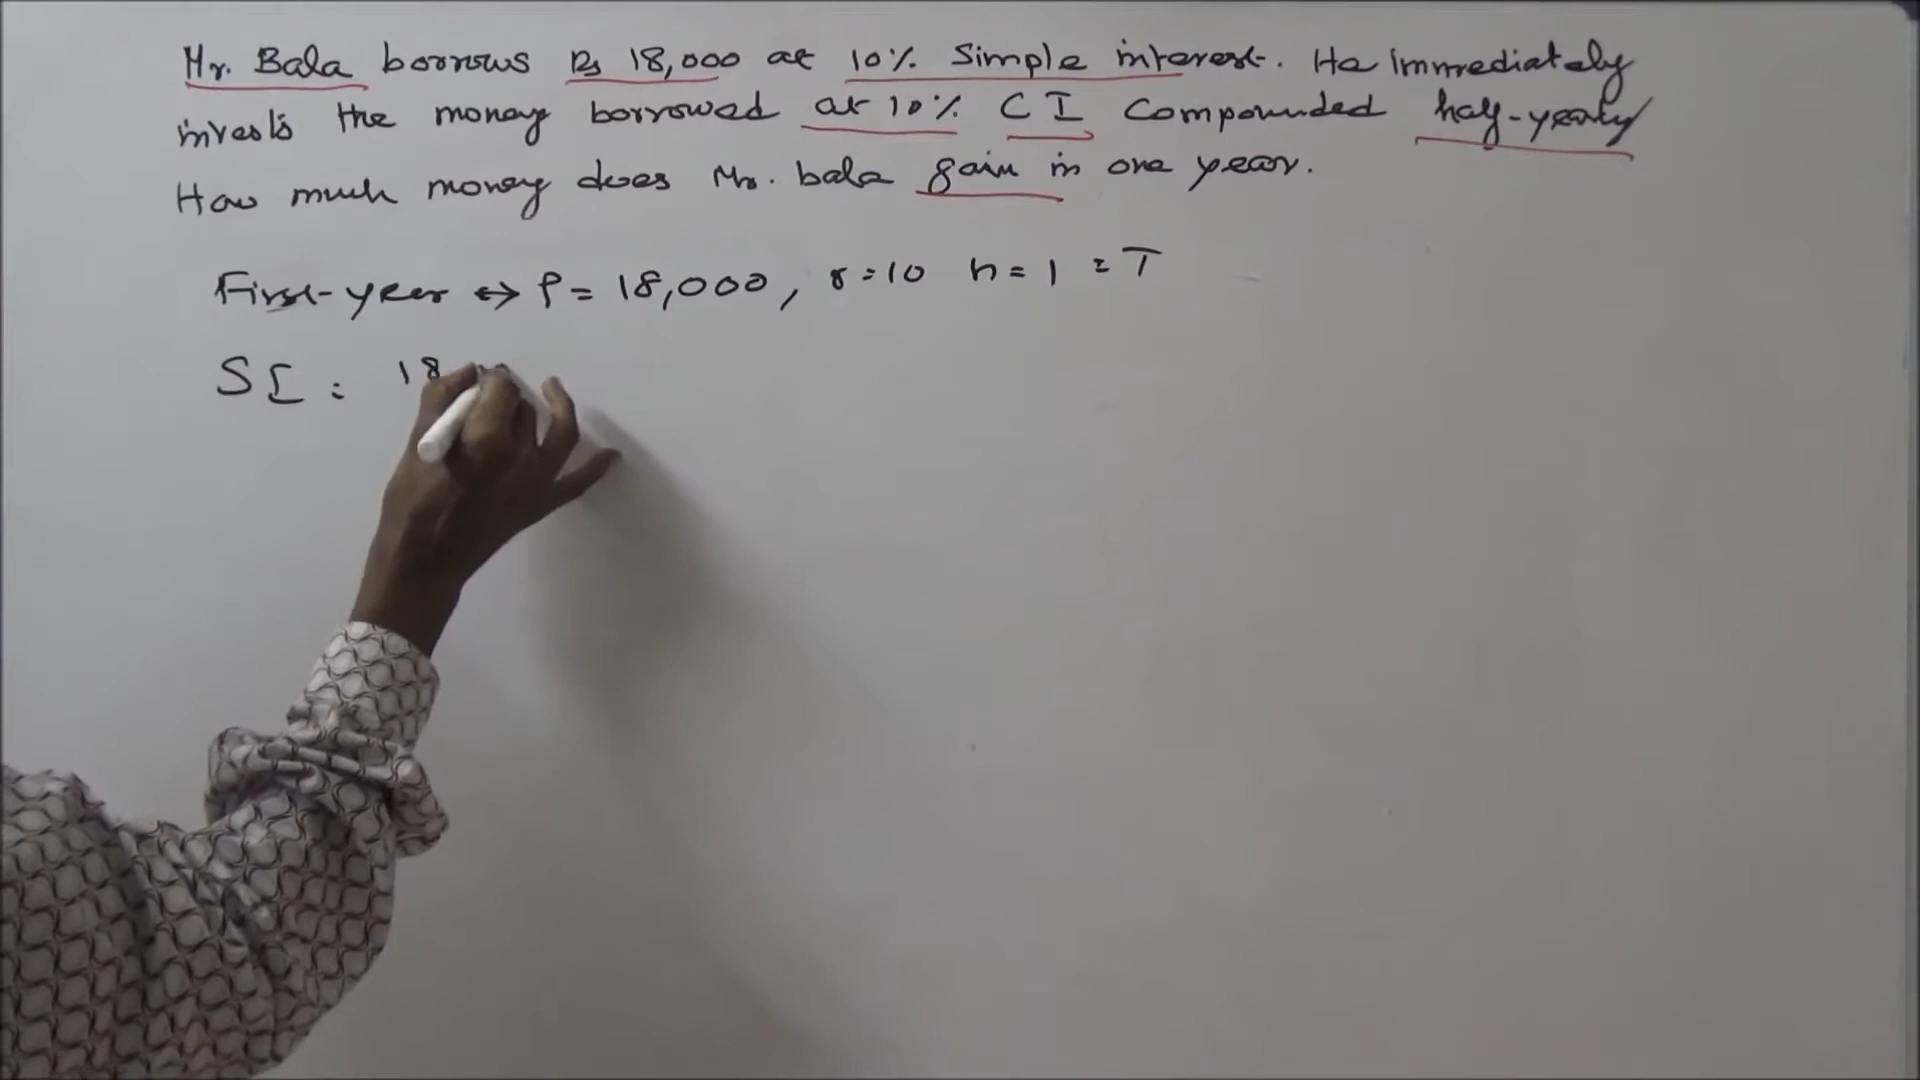 Mr. Bala borrows Rs 18,000 at 10% Simple interest. He immediately
invests the money borrowed at 10% CI Compounded half-yearly
How much money does Mr. bala gain in one year.
First-year ↔ P = 18,000, r = 10 n = 1 = T
SI = 18